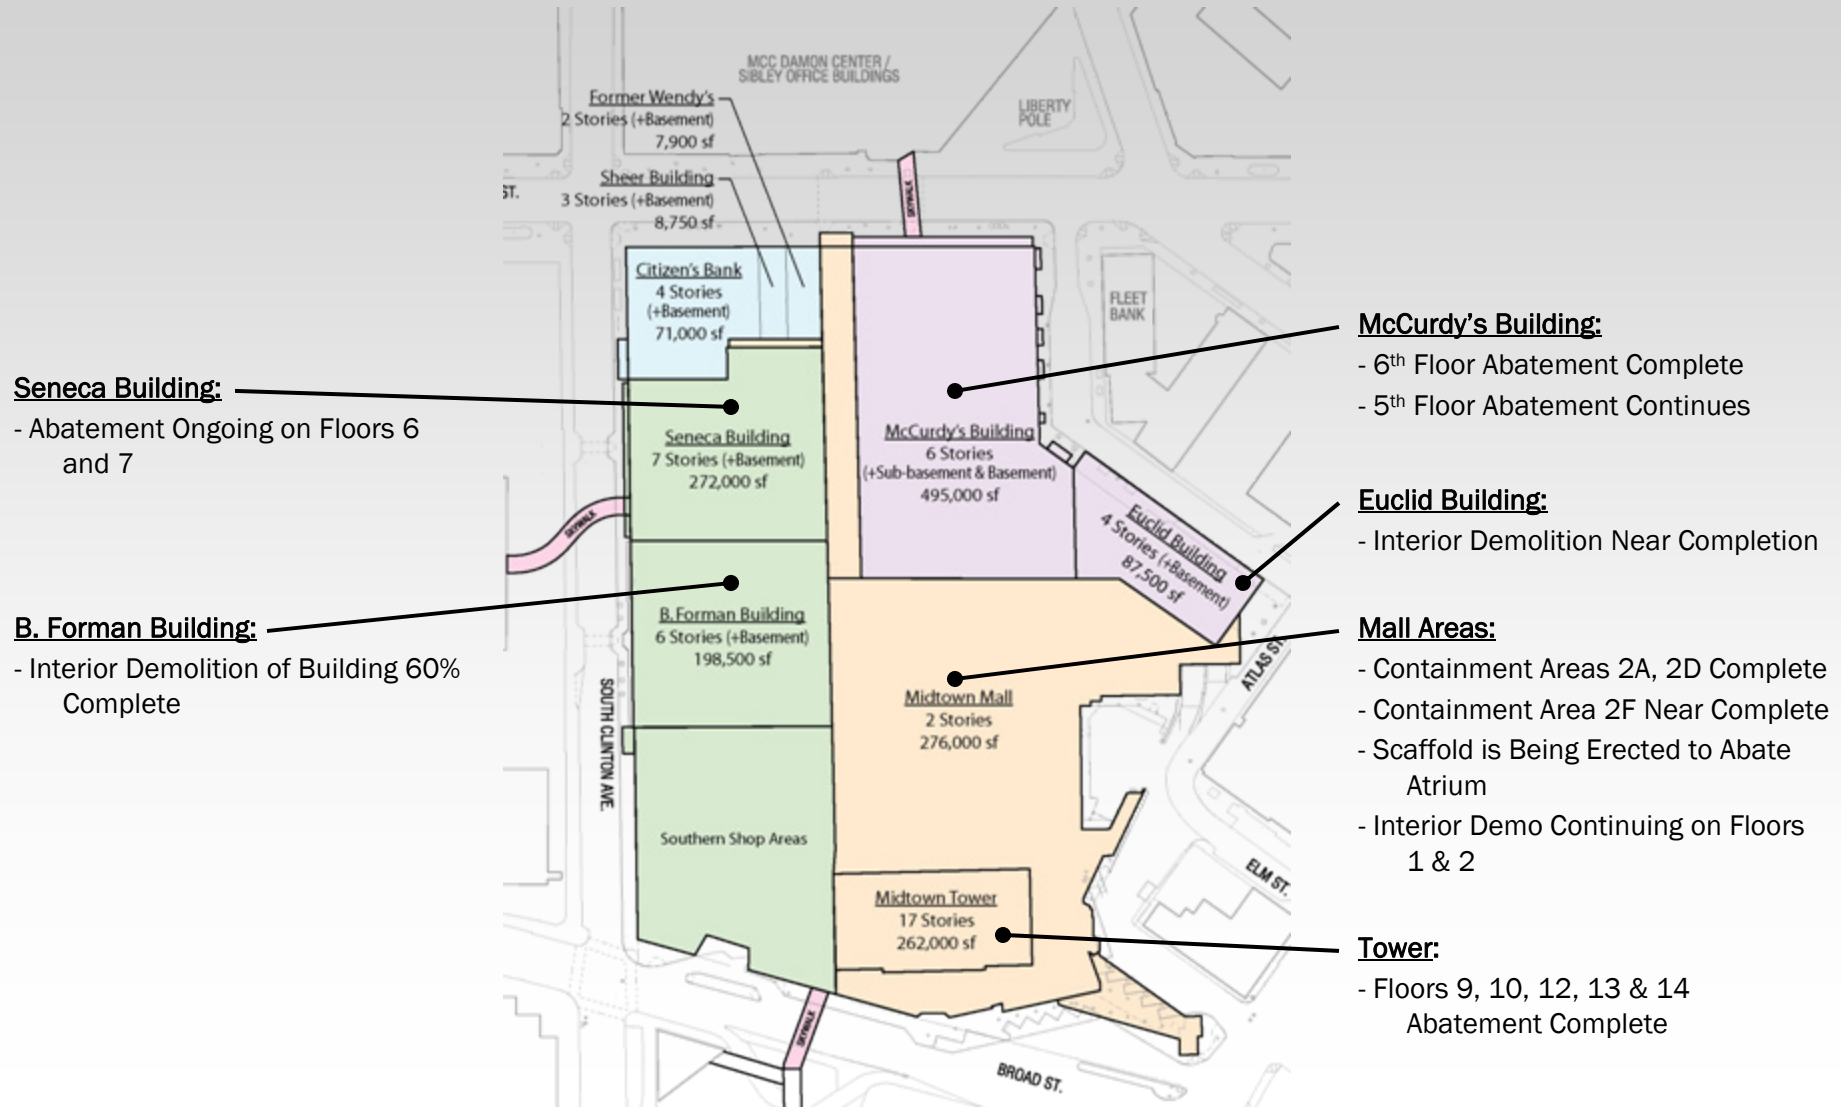 MCC DAMON CENTER /
SIBLEY OFFICE BUILDINGS
LIBERTY
POLE
Former Wendy's
2 Stories (+Basement)
7,900 sf
Sheer Building
3 Stories (+Basement)
8,750 sf
ST.
SKYWALK
Citizen's Bank
4 Stories
(+Basement)
71,000 sf
FLEET
BANK
Seneca Building:
- Abatement Ongoing on Floors 6
and 7
Seneca Building
7 Stories (+Basement)
272,000 sf
McCurdy's Building
6 Stories
(+Sub-basement & Basement)
495,000 sf
McCurdy’s Building:
- 6th Floor Abatement Complete
- 5th Floor Abatement Continues
SKYWALK
Euclid Building
4 Stories (+Basement)
87,500 sf
Euclid Building:
- Interior Demolition Near Completion
B. Forman Building:
- Interior Demolition of Building 60%
Complete
B. Forman Building
6 Stories (+Basement)
198,500 sf
Mall Areas:
- Containment Areas 2A, 2D Complete
- Containment Area 2F Near Complete
- Scaffold is Being Erected to Abate
Atrium
- Interior Demo Continuing on Floors
1 & 2
ATLAS ST.
SOUTH CLINTON AVE.
Midtown Mall
2 Stories
276,000 sf
Southern Shop Areas
ELM ST.
Midtown Tower
17 Stories
262,000 sf
Tower:
- Floors 9, 10, 12, 13 & 14
Abatement Complete
SKYWALK
BROAD ST.